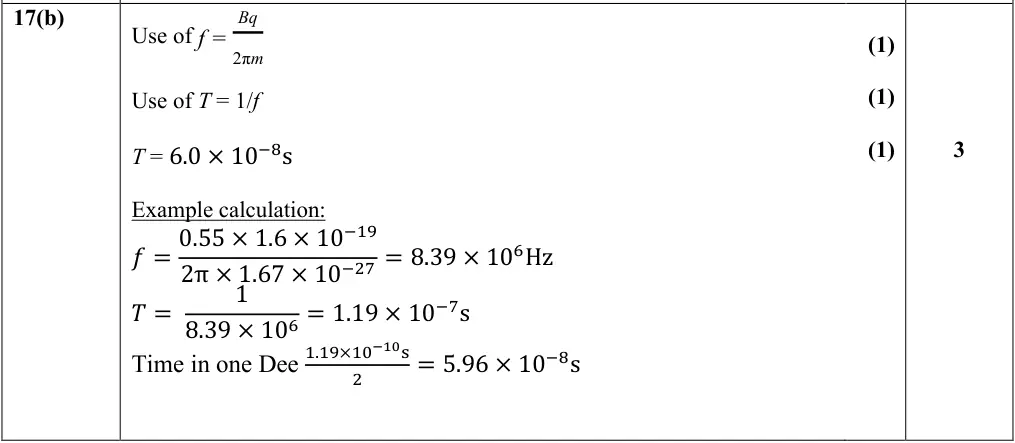 17(b)
Use of f = Bq / 2πm (1)
Use of T = 1/f (1)
T = 6.0 × 10⁻⁸s (1) 3
Example calculation:
f = 0.55 × 1.6 × 10⁻¹⁹ / 2π × 1.67 × 10⁻²⁷ = 8.39 × 10⁶Hz
T = 1 / 8.39 × 10⁶ = 1.19 × 10⁻⁷s
Time in one Dee 1.19×10⁻¹⁰s / 2 = 5.96 × 10⁻⁸s